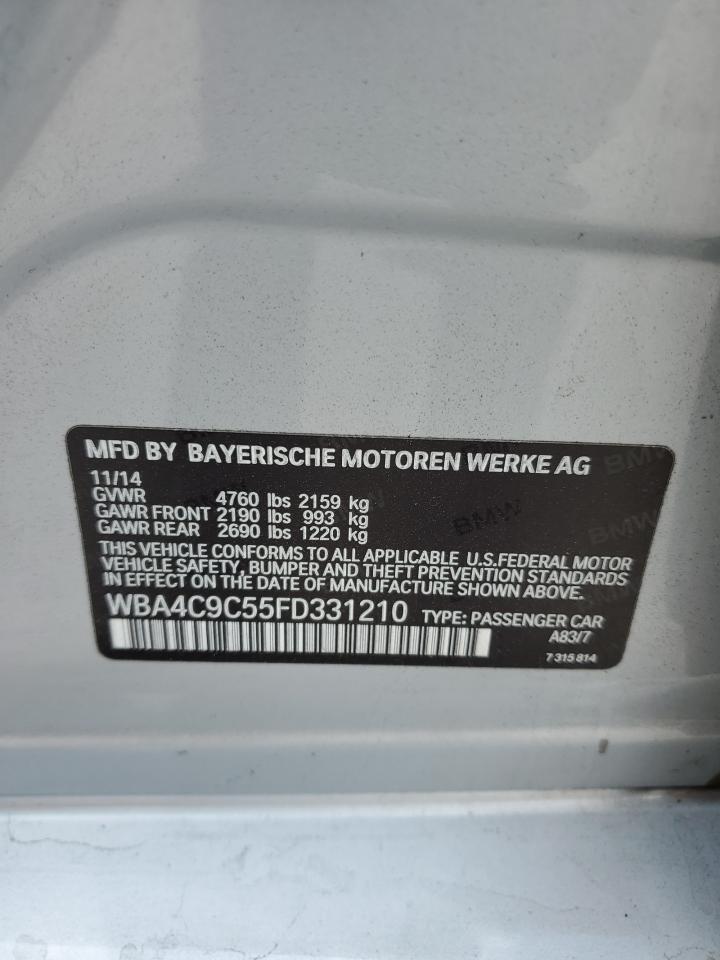 MFD BY BAYERISCHE MOTOREN WERKE AG
11/14
GVWR 4760 lbs 2159 kg
GAWR FRONT 2190 lbs 993 kg
GAWR REAR 2690 lbs 1220 kg
THIS VEHICLE CONFORMS TO ALL APPLICABLE U.S.FEDERAL MOTOR
VEHICLE SAFETY, BUMPER AND THEFT PREVENTION STANDARDS
IN EFFECT ON THE DATE OF MANUFACTURE SHOWN ABOVE.
WBA4C9C55FD331210 TYPE: PASSENGER CAR
A83/7
7 315 814
BMW
BMW
BMW